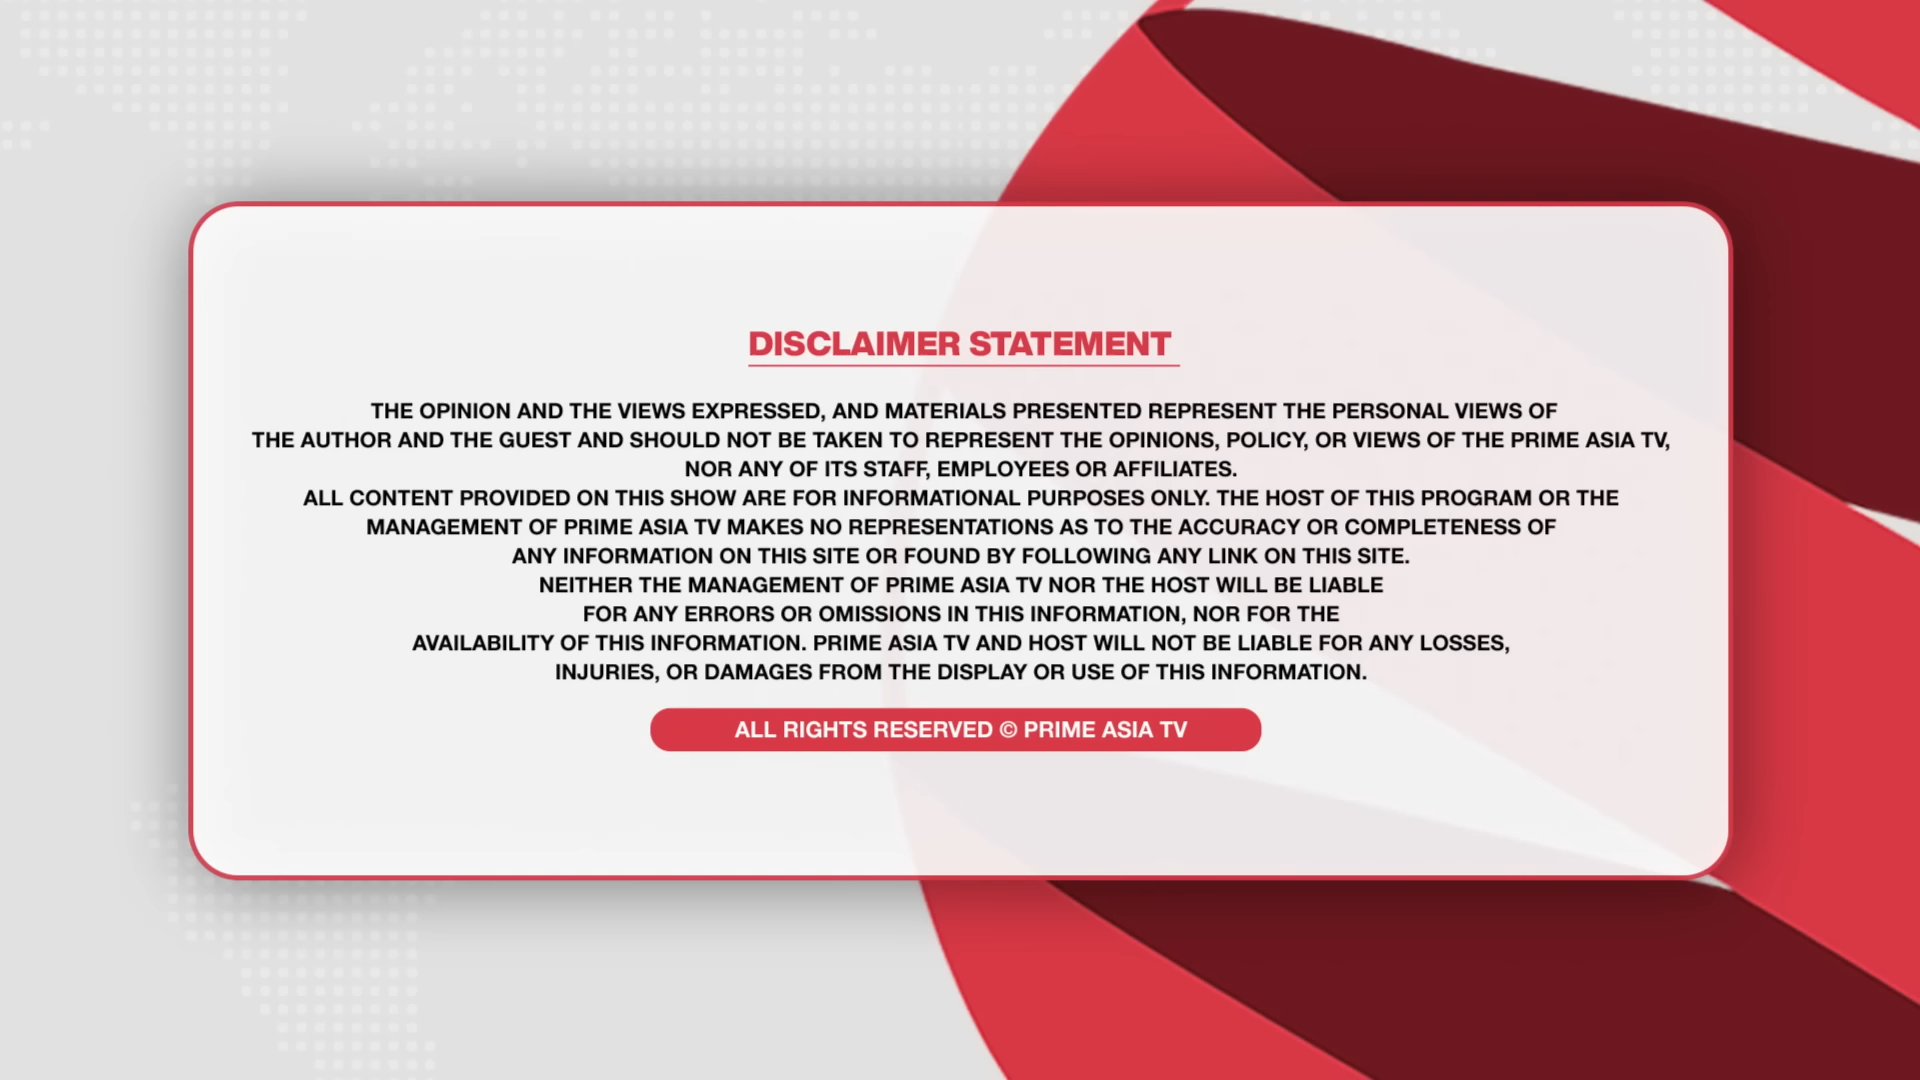 DISCLAIMER STATEMENT
THE OPINION AND THE VIEWS EXPRESSED, AND MATERIALS PRESENTED REPRESENT THE PERSONAL VIEWS OF
THE AUTHOR AND THE GUEST AND SHOULD NOT BE TAKEN TO REPRESENT THE OPINIONS, POLICY, OR VIEWS OF THE PRIME ASIA TV,
NOR ANY OF ITS STAFF, EMPLOYEES OR AFFILIATES.
ALL CONTENT PROVIDED ON THIS SHOW ARE FOR INFORMATIONAL PURPOSES ONLY. THE HOST OF THIS PROGRAM OR THE
MANAGEMENT OF PRIME ASIA TV MAKES NO REPRESENTATIONS AS TO THE ACCURACY OR COMPLETENESS OF
ANY INFORMATION ON THIS SITE OR FOUND BY FOLLOWING ANY LINK ON THIS SITE.
NEITHER THE MANAGEMENT OF PRIME ASIA TV NOR THE HOST WILL BE LIABLE
FOR ANY ERRORS OR OMISSIONS IN THIS INFORMATION, NOR FOR THE
AVAILABILITY OF THIS INFORMATION. PRIME ASIA TV AND HOST WILL NOT BE LIABLE FOR ANY LOSSES,
INJURIES, OR DAMAGES FROM THE DISPLAY OR USE OF THIS INFORMATION.
ALL RIGHTS RESERVED © PRIME ASIA TV